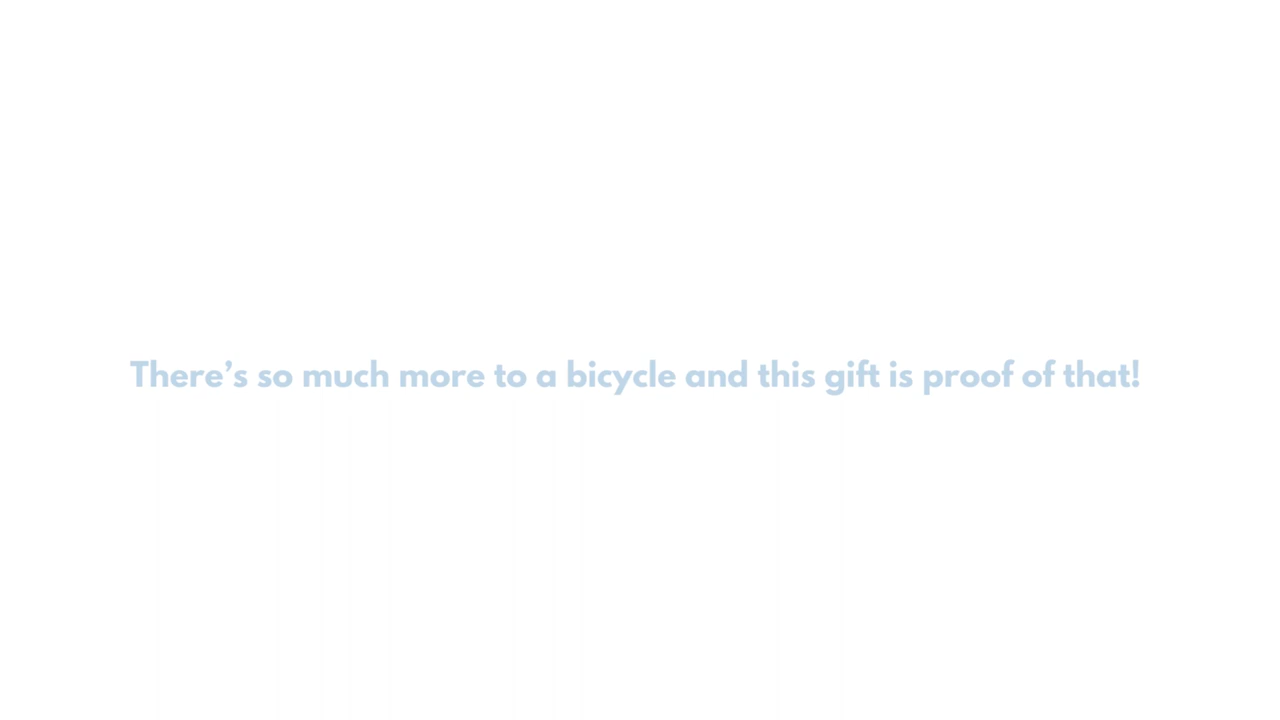 There’s so much more to a bicycle and this gift is proof of that!